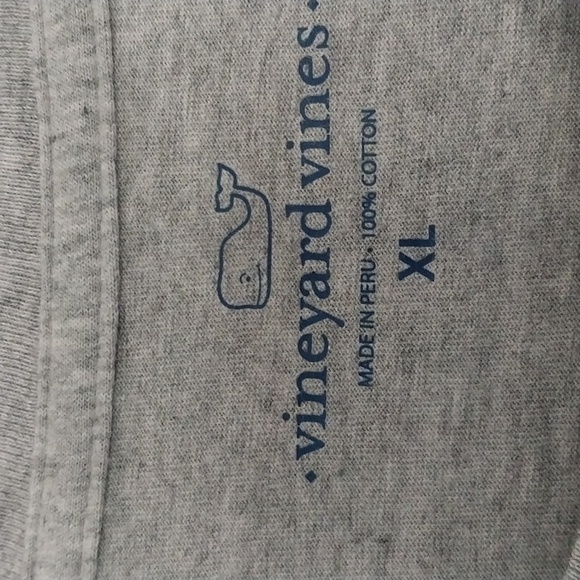 • vineyard vines •
MADE IN PERU • 100% COTTON
XL